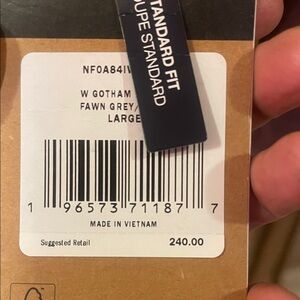 STANDARD FIT
COUPE STANDARD
NF0A84IV
W GOTHAM
FAWN GREY/
LARGE
1 96573 71187 7
MADE IN VIETNAM
Suggested Retail 240.00